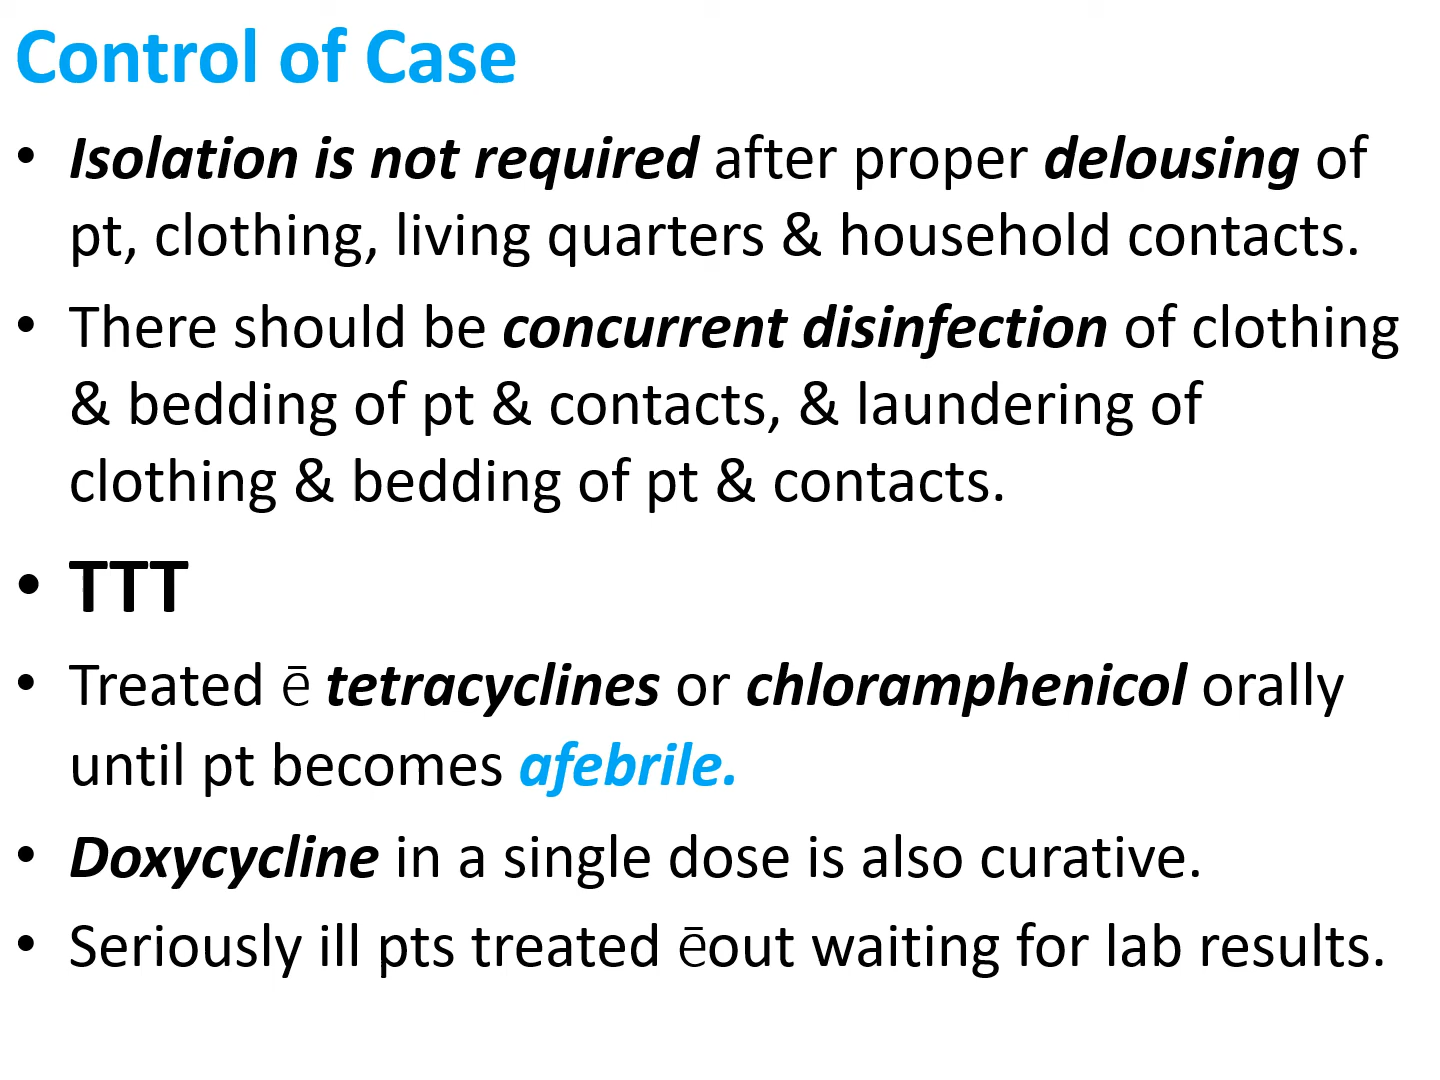 Control of Case
• Isolation is not required after proper delousing of
pt, clothing, living quarters & household contacts.
• There should be concurrent disinfection of clothing
& bedding of pt & contacts, & laundering of
clothing & bedding of pt & contacts.
• TTT
• Treated ē tetracyclines or chloramphenicol orally
until pt becomes afebrile.
• Doxycycline in a single dose is also curative.
• Seriously ill pts treated ēout waiting for lab results.